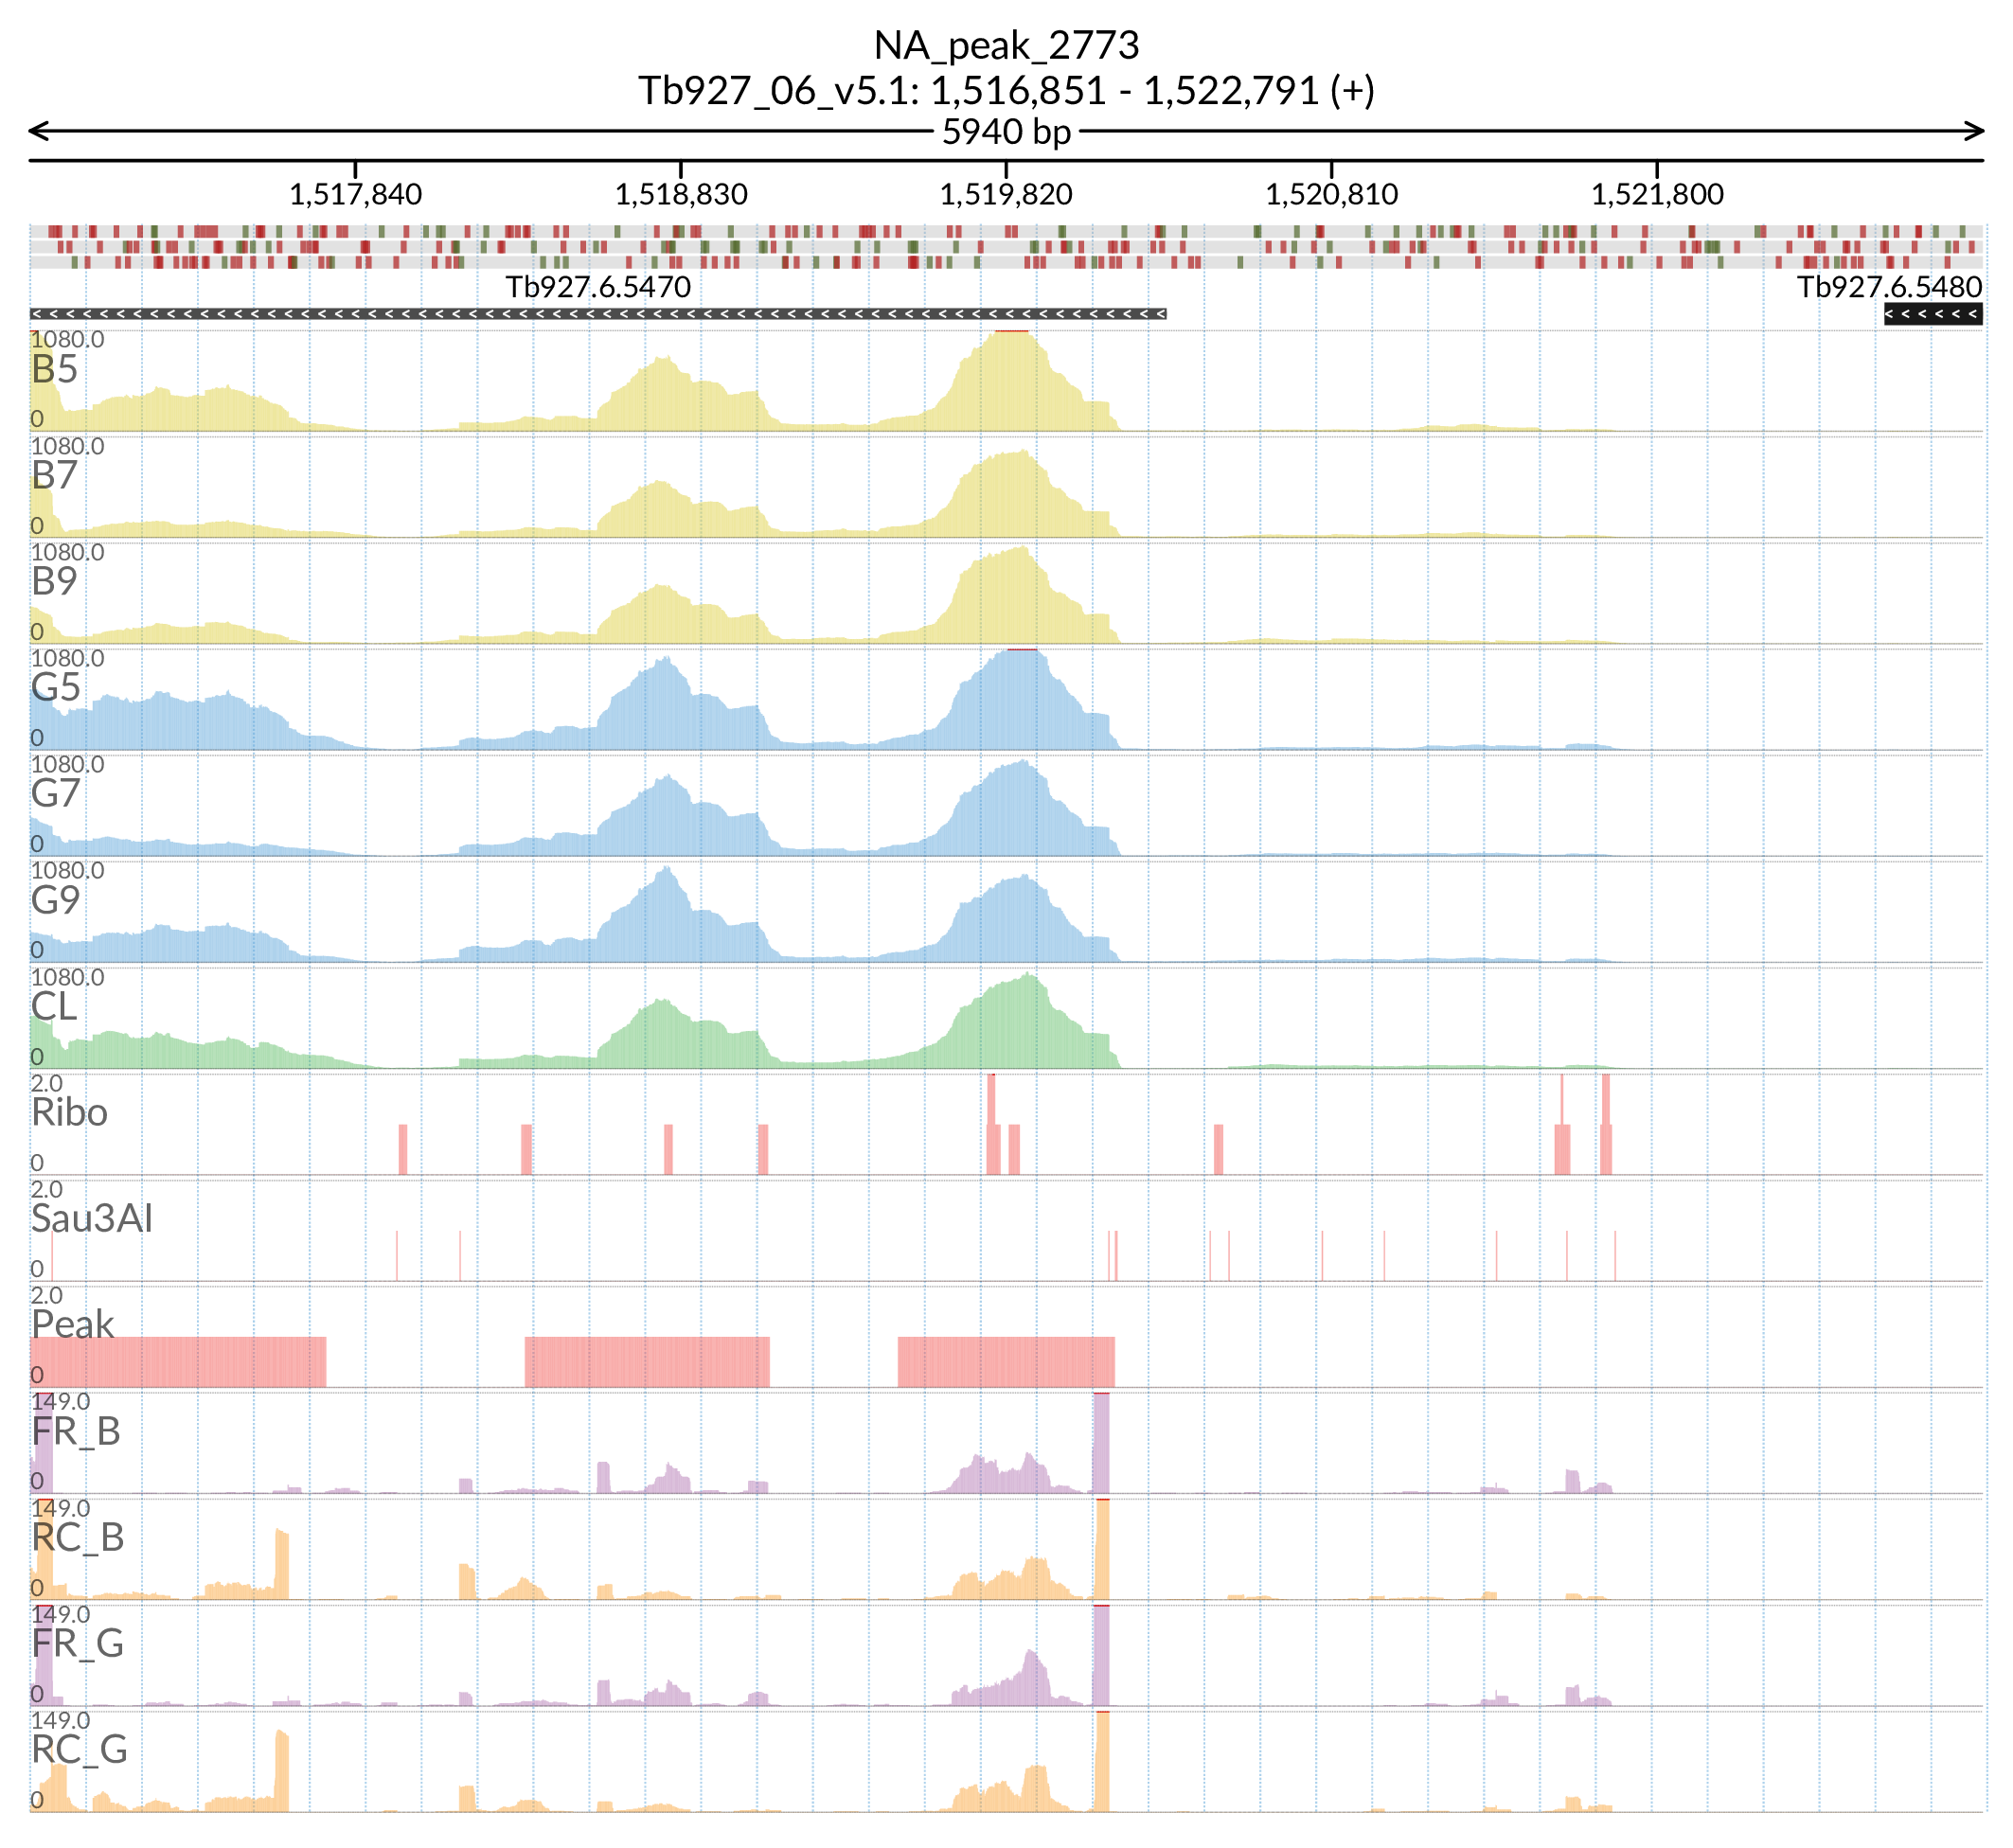 NA_peak_2773
Tb927_06_v5.1: 1,516,851 - 1,522,791 (+)
5940 bp
1,517,840 1,518,830 1,519,820 1,520,810 1,521,800
Tb927.6.5470 Tb927.6.5480
1080.0
B5
0
1080.0
B7
0
1080.0
B9
0
1080.0
G5
0
1080.0
G7
0
1080.0
G9
0
1080.0
CL
0
2.0
Ribo
0
2.0
Sau3AI
0
2.0
Peak
0
149.0
FR_B
0
149.0
RC_B
0
149.0
FR_G
0
149.0
RC_G
0